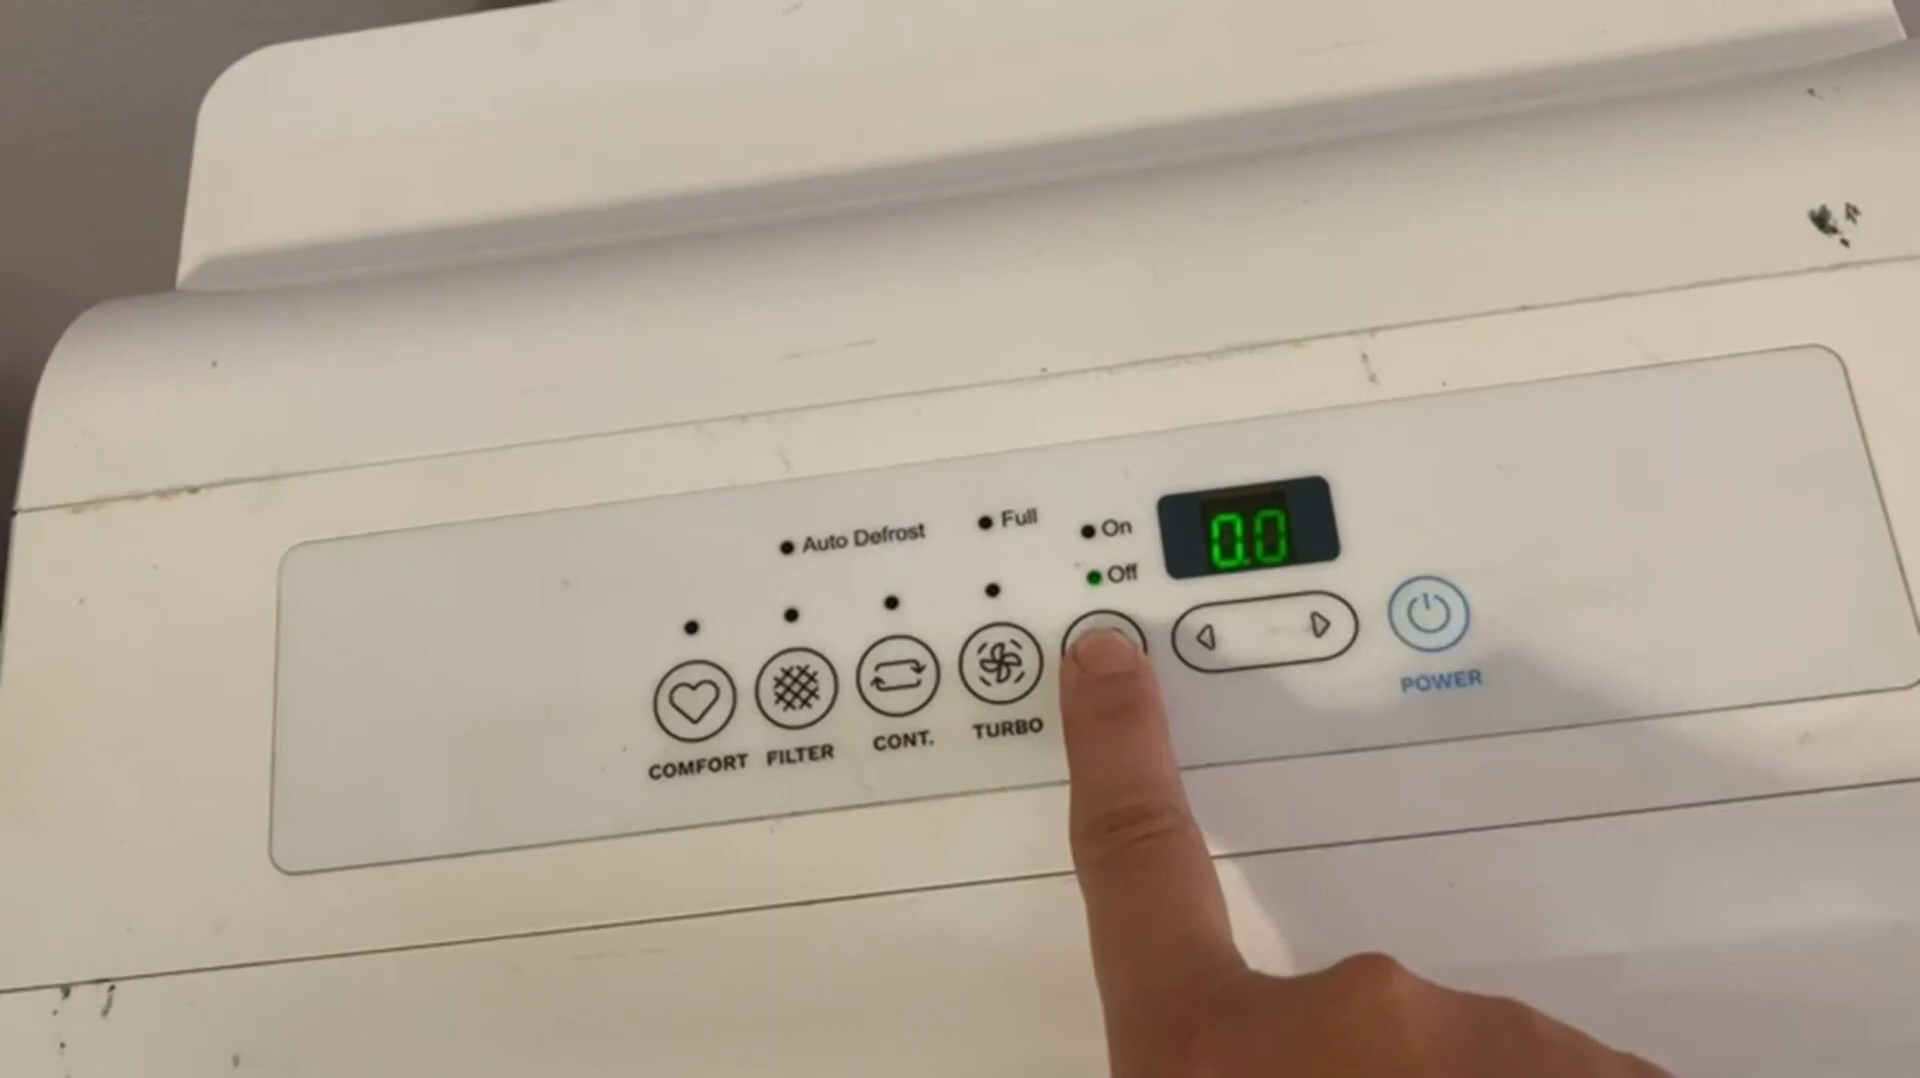 Auto Defrost
Full
On
Off
0.0
COMFORT
FILTER
CONT.
TURBO
POWER